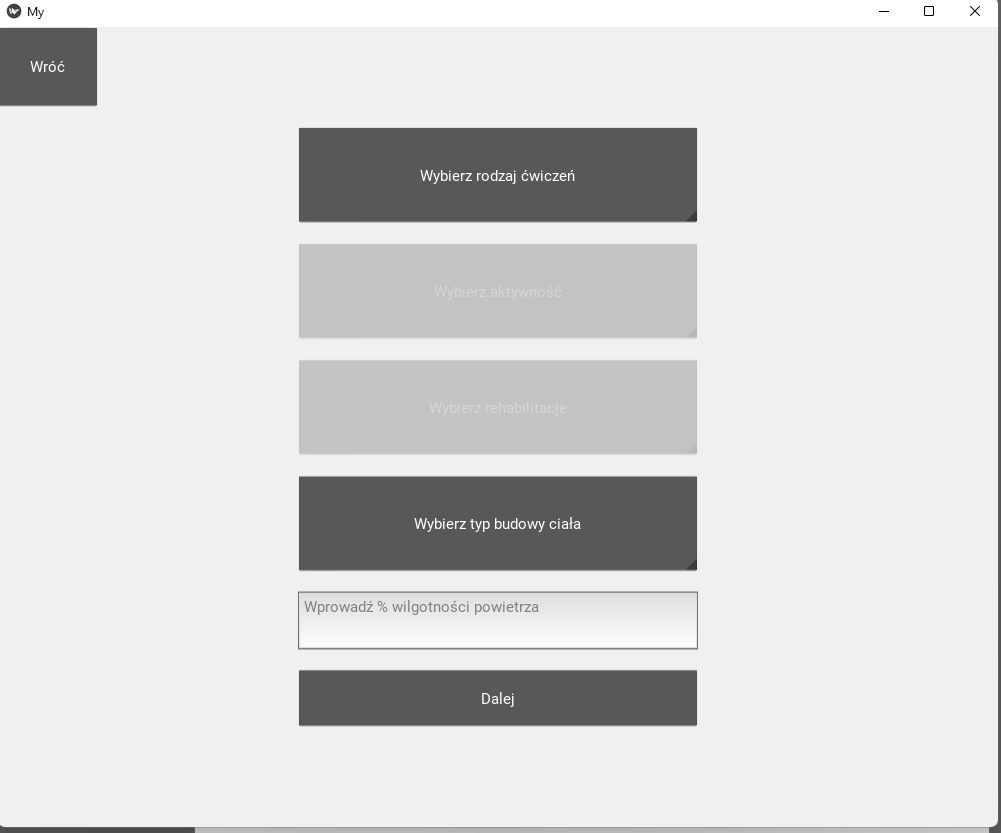 My
Wróć
Wybierz rodzaj ćwiczeń
Wybierz aktywność
Wybierz rehabilitacje
Wybierz typ budowy ciała
Wprowadź % wilgotności powietrza
Dalej